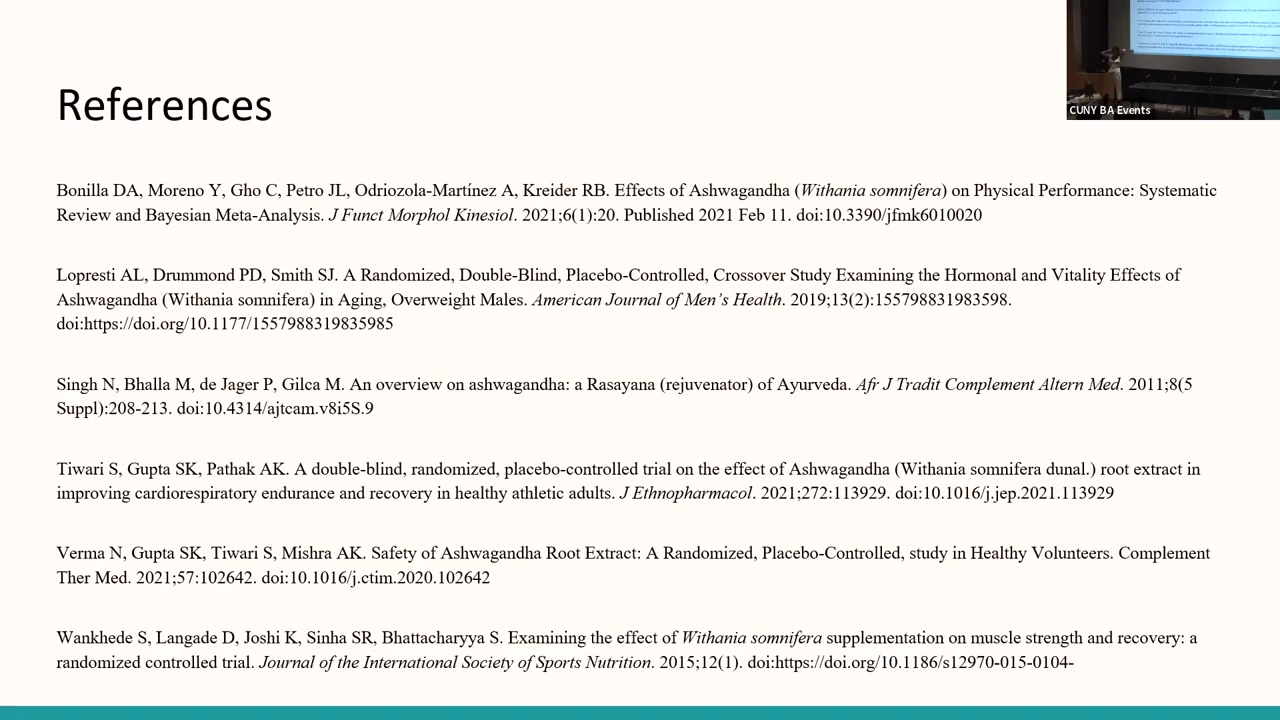 References
CUNY BA Events
Bonilla DA, Moreno Y, Gho C, Petro JL, Odriozola-Martínez A, Kreider RB. Effects of Ashwagandha (Withania somnifera) on Physical Performance: Systematic
Review and Bayesian Meta-Analysis. J Funct Morphol Kinesiol. 2021;6(1):20. Published 2021 Feb 11. doi:10.3390/jfmk6010020
Lopresti AL, Drummond PD, Smith SJ. A Randomized, Double-Blind, Placebo-Controlled, Crossover Study Examining the Hormonal and Vitality Effects of
Ashwagandha (Withania somnifera) in Aging, Overweight Males. American Journal of Men’s Health. 2019;13(2):155798831983598.
doi:https://doi.org/10.1177/1557988319835985
Singh N, Bhalla M, de Jager P, Gilca M. An overview on ashwagandha: a Rasayana (rejuvenator) of Ayurveda. Afr J Tradit Complement Altern Med. 2011;8(5
Suppl):208-213. doi:10.4314/ajtcam.v8i5S.9
Tiwari S, Gupta SK, Pathak AK. A double-blind, randomized, placebo-controlled trial on the effect of Ashwagandha (Withania somnifera dunal.) root extract in
improving cardiorespiratory endurance and recovery in healthy athletic adults. J Ethnopharmacol. 2021;272:113929. doi:10.1016/j.jep.2021.113929
Verma N, Gupta SK, Tiwari S, Mishra AK. Safety of Ashwagandha Root Extract: A Randomized, Placebo-Controlled, study in Healthy Volunteers. Complement
Ther Med. 2021;57:102642. doi:10.1016/j.ctim.2020.102642
Wankhede S, Langade D, Joshi K, Sinha SR, Bhattacharyya S. Examining the effect of Withania somnifera supplementation on muscle strength and recovery: a
randomized controlled trial. Journal of the International Society of Sports Nutrition. 2015;12(1). doi:https://doi.org/10.1186/s12970-015-0104-